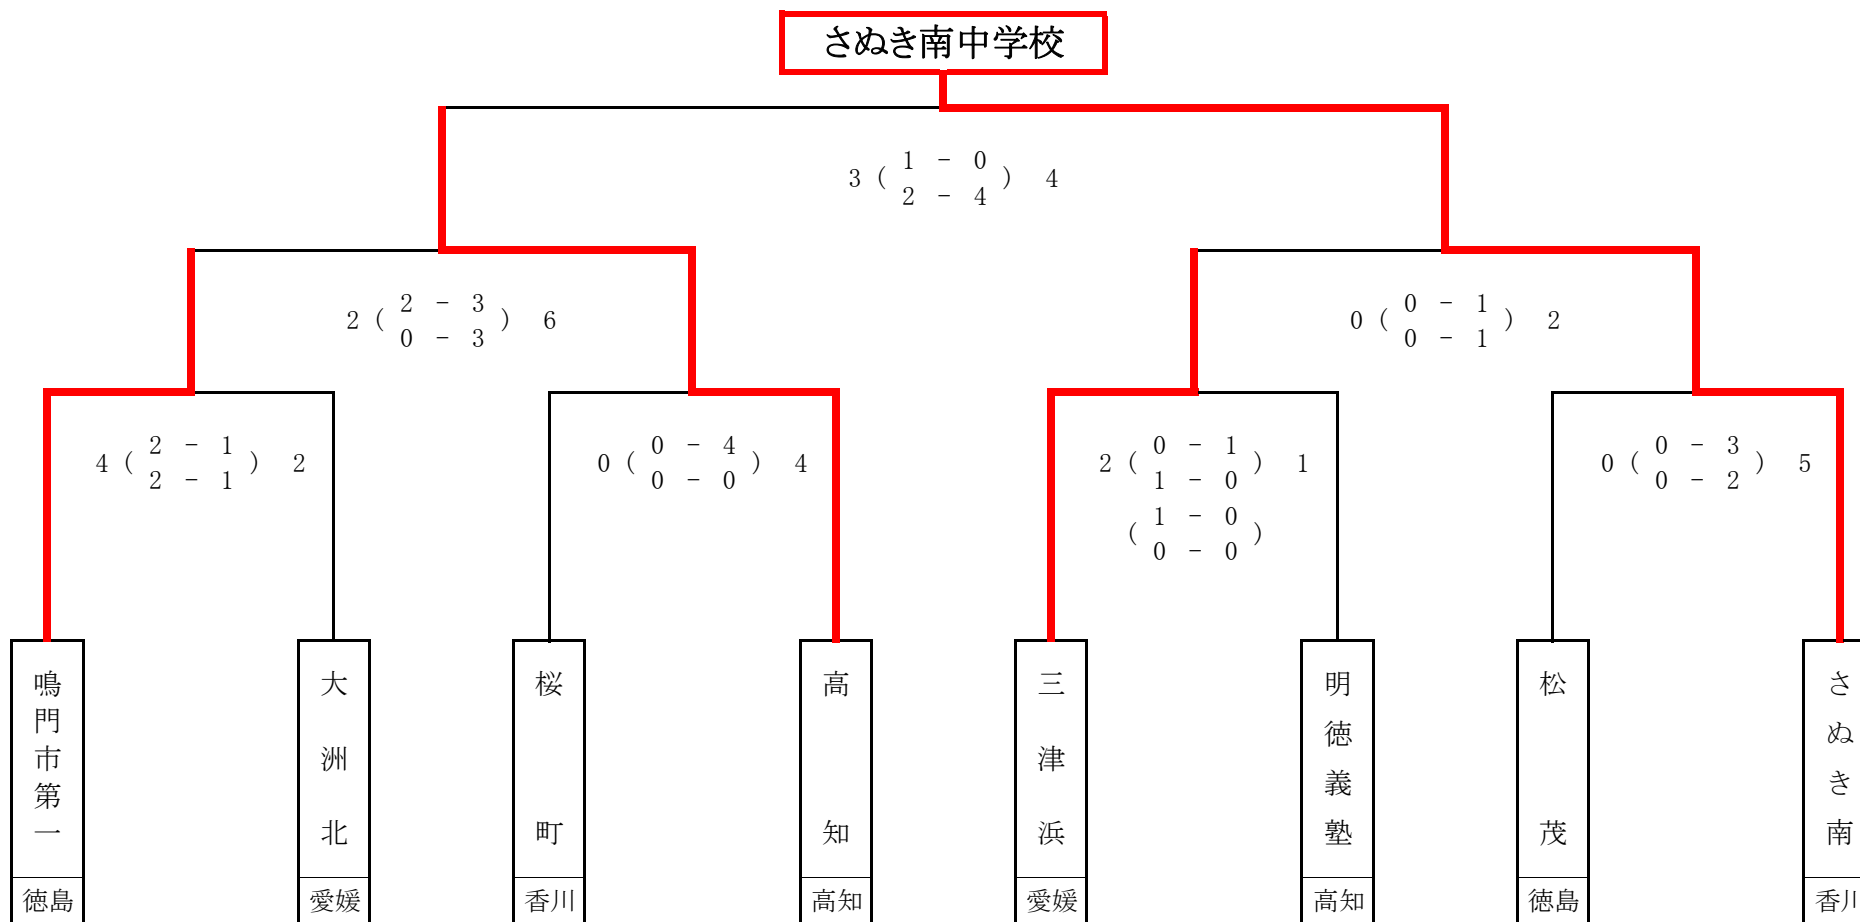 さぬき南中学校
1 - 0
3 ( ) 4
2 - 4
2 - 3
2 ( ) 6
0 - 3
0 - 1
0 ( ) 2
0 - 1
2 - 1
4 ( ) 2
2 - 1
0 - 4
0 ( ) 4
0 - 0
0 - 1
2 ( ) 1
1 - 0
1 - 0
( )
0 - 0
0 - 3
0 ( ) 5
0 - 2
鳴門市第一
徳島
大洲北
愛媛
桜町
香川
高知
高知
三津浜
愛媛
明徳義塾
高知
松茂
徳島
さぬき南
香川